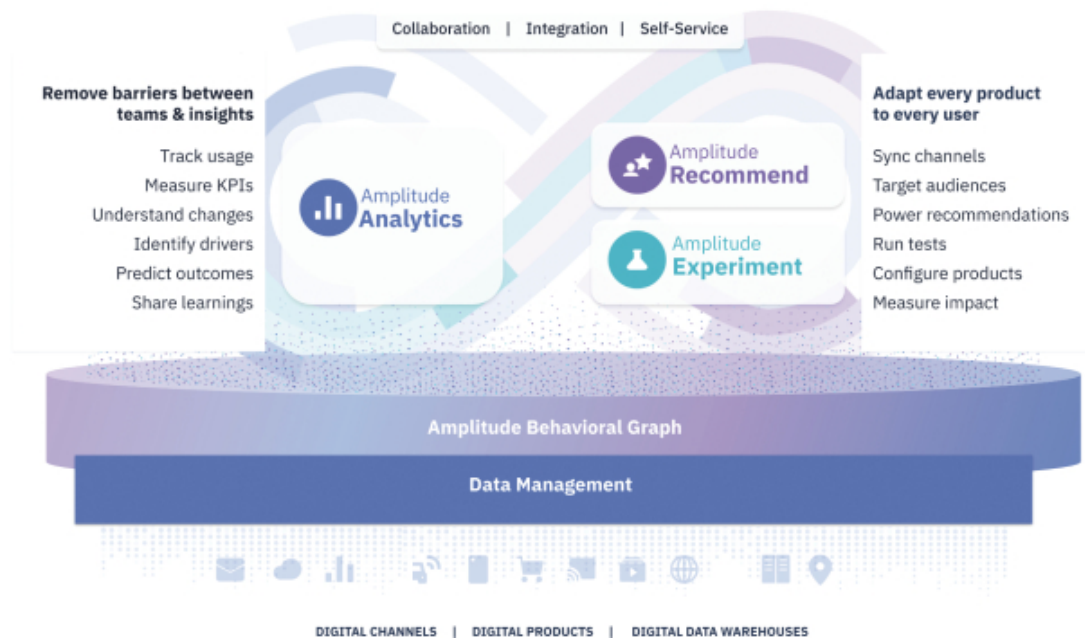 Collaboration | Integration | Self-Service
Remove barriers between
teams & insights
Track usage
Measure KPIs
Understand changes
Identify drivers
Predict outcomes
Share learnings
Amplitude
Analytics
Amplitude
Recommend
Amplitude
Experiment
Adapt every product
to every user
Sync channels
Target audiences
Power recommendations
Run tests
Configure products
Measure impact
Amplitude Behavioral Graph
Data Management
DIGITAL CHANNELS | DIGITAL PRODUCTS | DIGITAL DATA WAREHOUSES